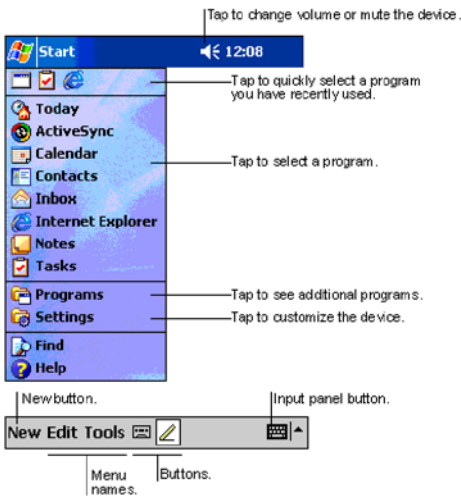 Tap to change volume or mute the device.
Start 12:08
Tap to quickly select a program
you have recently used.
Today
ActiveSync
Calendar
Tap to select a program.
Contacts
Inbox
Internet Explorer
Notes
Tasks
Programs
Tap to see additional programs.
Settings
Tap to customize the device.
Find
Help
New button.
Input panel button.
New Edit Tools
Menu
names.
Buttons.